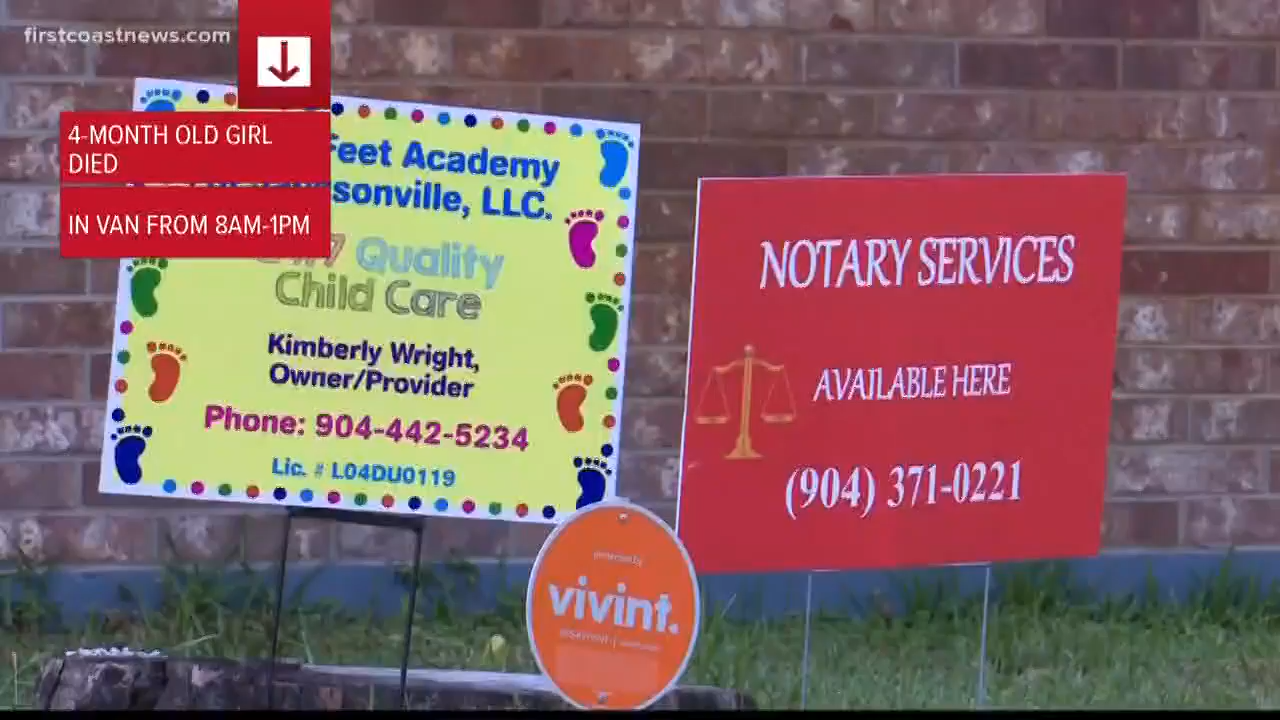 firstcoastnews.com
4-MONTH OLD GIRL
DIED
IN VAN FROM 8AM-1PM
Feet Academy
sonville, LLC.
Quality
Child Care
Kimberly Wright,
Owner/Provider
Phone: 904-442-5234
Lic. # L04DU0119
NOTARY SERVICES
AVAILABLE HERE
(904) 371-0221
vivint.